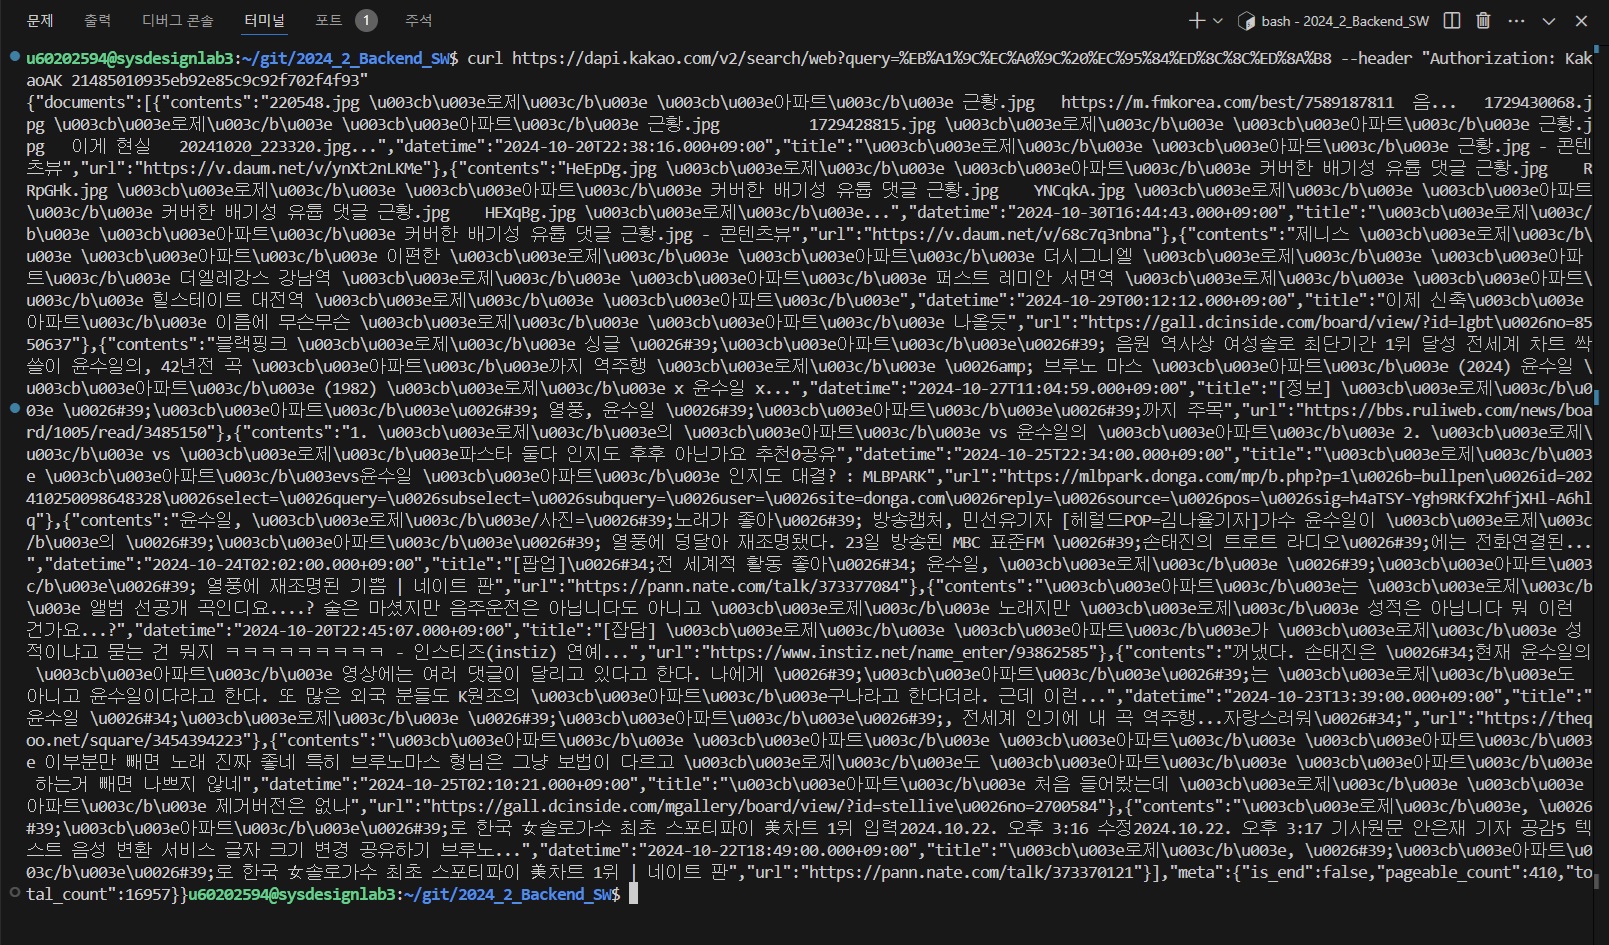 문제 출력 디버그 콘솔 터미널 포트 1 주석 bash - 2024_2_Backend_SW
u60202594@sysdesignlab3:~/git/2024_2_Backend_SW$ curl https://dapi.kakao.com/v2/search/web?query=%EB%A1%9C%EC%A0%9C%20%EC%95%84%ED%8C%8C%ED%8A%B8 --header "Authorization: Kak
aoAK 21485010935eb92e85c9c92f702f4f93"
{"documents":[{"contents":"220548.jpg \u003cb\u003e로제\u003c/b\u003e \u003cb\u003e아파트\u003c/b\u003e 근황.jpg https://m.fmkorea.com/best/7589187811 음... 1729430068.j
pg \u003cb\u003e로제\u003c/b\u003e \u003cb\u003e아파트\u003c/b\u003e 근황.jpg 1729428815.jpg \u003cb\u003e로제\u003c/b\u003e \u003cb\u003e아파트\u003c/b\u003e 근황.j
pg 이게 현실 20241020_223320.jpg...","datetime":"2024-10-20T22:38:16.000+09:00","title":"\u003cb\u003e로제\u003c/b\u003e \u003cb\u003e아파트\u003c/b\u003e 근황.jpg - 콘텐
츠뷰","url":"https://v.daum.net/v/ynXt2nLKMe"},{"contents":"HeEpDg.jpg \u003cb\u003e로제\u003c/b\u003e \u003cb\u003e아파트\u003c/b\u003e 커버한 배기성 유튭 댓글 근황.jpg R
RpGHk.jpg \u003cb\u003e로제\u003c/b\u003e \u003cb\u003e아파트\u003c/b\u003e 커버한 배기성 유튭 댓글 근황.jpg YNCqkA.jpg \u003cb\u003e로제\u003c/b\u003e \u003cb\u003e아파트
\u003c/b\u003e 커버한 배기성 유튭 댓글 근황.jpg HEXqBg.jpg \u003cb\u003e로제\u003c/b\u003e...","datetime":"2024-10-30T16:44:43.000+09:00","title":"\u003cb\u003e로제\u003c/
b\u003e \u003cb\u003e아파트\u003c/b\u003e 커버한 배기성 유튭 댓글 근황.jpg - 콘텐츠뷰","url":"https://v.daum.net/v/68c7q3nbna"},{"contents":"제니스 \u003cb\u003e로제\u003c/b\u
003e \u003cb\u003e아파트\u003c/b\u003e 이편한 \u003cb\u003e로제\u003c/b\u003e \u003cb\u003e아파트\u003c/b\u003e 더시그니엘 \u003cb\u003e로제\u003c/b\u003e \u003cb\u003e아파
트\u003c/b\u003e 더엘레강스 강남역 \u003cb\u003e로제\u003c/b\u003e \u003cb\u003e아파트\u003c/b\u003e 퍼스트 레미안 서면역 \u003cb\u003e로제\u003c/b\u003e \u003cb\u003e아파트\
u003c/b\u003e 힐스테이트 대전역 \u003cb\u003e로제\u003c/b\u003e \u003cb\u003e아파트\u003c/b\u003e","datetime":"2024-10-29T00:12:12.000+09:00","title":"이제 신축\u003cb\u003e
아파트\u003c/b\u003e 이름에 무슨무슨 \u003cb\u003e로제\u003c/b\u003e \u003cb\u003e아파트\u003c/b\u003e 나올듯","url":"https://gall.dcinside.com/board/view/?id=lgbt\u0026no=85
50637"},{"contents":"블랙핑크 \u003cb\u003e로제\u003c/b\u003e 싱글 \u0026#39;\u003cb\u003e아파트\u003c/b\u003e\u0026#39; 음원 역사상 여성솔로 최단기간 1위 달성 전세계 차트 싹
쓸이 윤수일의, 42년전 곡 \u003cb\u003e아파트\u003c/b\u003e까지 역주행 \u0026amp; 브루노 마스 \u003cb\u003e아파트\u003c/b\u003e (2024) 윤수일 \
u003cb\u003e아파트\u003c/b\u003e (1982) \u003cb\u003e로제\u003c/b\u003e x 윤수일 x...","datetime":"2024-10-27T11:04:59.000+09:00","title":"[정보] \u003cb\u003e로제\u003c/b\u0
03e \u0026#39;\u003cb\u003e아파트\u003c/b\u003e\u0026#39; 열풍, 윤수일 \u0026#39;\u003cb\u003e아파트\u003c/b\u003e\u0026#39;까지 주목","url":"https://bbs.ruliweb.com/news/boa
rd/1005/read/3485150"},{"contents":"1. \u003cb\u003e로제\u003c/b\u003e의 \u003cb\u003e아파트\u003c/b\u003e vs 윤수일의 \u003cb\u003e아파트\u003c/b\u003e 2. \u003cb\u003e로제\
u003c/b\u003e vs \u003cb\u003e로제\u003c/b\u003e파스타 둘다 인지도 후후 아닌가요 추천0공유","datetime":"2024-10-25T22:34:00.000+09:00","title":"\u003cb\u003e로제\u003c/b\u003
e \u003cb\u003e아파트\u003c/b\u003evs윤수일 \u003cb\u003e아파트\u003c/b\u003e 인지도 대결? : MLBPARK","url":"https://mlbpark.donga.com/mp/b.php?p=1\u0026b=bullpen\u0026id=202
410250098648328\u0026select=\u0026query=\u0026subselect=\u0026subquery=\u0026user=\u0026site=donga.com\u0026reply=\u0026source=\u0026pos=\u0026sig=h4aTSY-Ygh9RKfX2hfjXHl-A6hl
q"},{"contents":"윤수일, \u003cb\u003e로제\u003c/b\u003e/사진=\u0026#39;노래가 좋아\u0026#39; 방송캡처, 민선유기자 [헤럴드POP=김나율기자]가수 윤수일이 \u003cb\u003e로제\u003
c/b\u003e의 \u0026#39;\u003cb\u003e아파트\u003c/b\u003e\u0026#39; 열풍에 덩달아 재조명됐다. 23일 방송된 MBC 표준FM \u0026#39;손태진의 트로트 라디오\u0026#39;에는 전화연결된...
","datetime":"2024-10-24T02:02:00.000+09:00","title":"[팝업]\u0026#34;전 세계적 활동 좋아\u0026#34; 윤수일, \u003cb\u003e로제\u003c/b\u003e \u0026#39;\u003cb\u003e아파트\u003
c/b\u003e\u0026#39; 열풍에 재조명된 기쁨 | 네이트 판","url":"https://pann.nate.com/talk/373377084"},{"contents":"\u003cb\u003e아파트\u003c/b\u003e는 \u003cb\u003e로제\u003c/b
\u003e 앨범 선공개 곡인디요....? 술은 마셨지만 음주운전은 아닙니다도 아니고 \u003cb\u003e로제\u003c/b\u003e 노래지만 \u003cb\u003e로제\u003c/b\u003e 성적은 아닙니다 뭐 이런
건가요...?","datetime":"2024-10-20T22:45:07.000+09:00","title":"[잡담] \u003cb\u003e로제\u003c/b\u003e \u003cb\u003e아파트\u003c/b\u003e가 \u003cb\u003e로제\u003c/b\u003e 성
적이냐고 묻는 건 뭐지 ㅋㅋㅋㅋㅋㅋㅋㅋㅋ - 인스티즈(instiz) 연예...","url":"https://www.instiz.net/name_enter/93862585"},{"contents":"꺼냈다. 손태진은 \u0026#34;현재 윤수일의
\u003cb\u003e아파트\u003c/b\u003e 영상에는 여러 댓글이 달리고 있다고 한다. 나에게 \u0026#39;\u003cb\u003e아파트\u003c/b\u003e\u0026#39;는 \u003cb\u003e로제\u003c/b\u003e도
아니고 윤수일이다라고 한다. 또 많은 외국 분들도 K원조의 \u003cb\u003e아파트\u003c/b\u003e구나라고 한다더라. 근데 이런...","datetime":"2024-10-23T13:39:00.000+09:00","title":"
윤수일 \u0026#34;\u003cb\u003e로제\u003c/b\u003e \u0026#39;\u003cb\u003e아파트\u003c/b\u003e\u0026#39;, 전세계 인기에 내 곡 역주행...자랑스러워\u0026#34;","url":"https://theq
oo.net/square/3454394223"},{"contents":"\u003cb\u003e아파트\u003c/b\u003e \u003cb\u003e아파트\u003c/b\u003e \u003cb\u003e아파트\u003c/b\u003e \u003cb\u003e아파트\u003c/b\u003
e 이부분만 빼면 노래 진짜 좋네 특히 브루노마스 형님은 그냥 보법이 다르고 \u003cb\u003e로제\u003c/b\u003e도 \u003cb\u003e아파트\u003c/b\u003e \u003cb\u003e아파트\u003c/b\u003e
하는거 빼면 나쁘지 않네","datetime":"2024-10-25T02:10:21.000+09:00","title":"\u003cb\u003e아파트\u003c/b\u003e 처음 들어봤는데 \u003cb\u003e로제\u003c/b\u003e \u003cb\u003e
아파트\u003c/b\u003e 제거버전은 없나","url":"https://gall.dcinside.com/mgallery/board/view/?id=stellive\u0026no=2700584"},{"contents":"\u003cb\u003e로제\u003c/b\u003e, \u0026
#39;\u003cb\u003e아파트\u003c/b\u003e\u0026#39;로 한국 女솔로가수 최초 스포티파이 美차트 1위 입력2024.10.22. 오후 3:16 수정2024.10.22. 오후 3:17 기사원문 안은재 기자 공감5 텍
스트 음성 변환 서비스 글자 크기 변경 공유하기 브루노...","datetime":"2024-10-22T18:49:00.000+09:00","title":"\u003cb\u003e로제\u003c/b\u003e, \u0026#39;\u003cb\u003e아파트\u0
03c/b\u003e\u0026#39;로 한국 女솔로가수 최초 스포티파이 美차트 1위 | 네이트 판","url":"https://pann.nate.com/talk/373370121"}],"meta":{"is_end":false,"pageable_count":410,"to
tal_count":16957}}u60202594@sysdesignlab3:~/git/2024_2_Backend_SW$